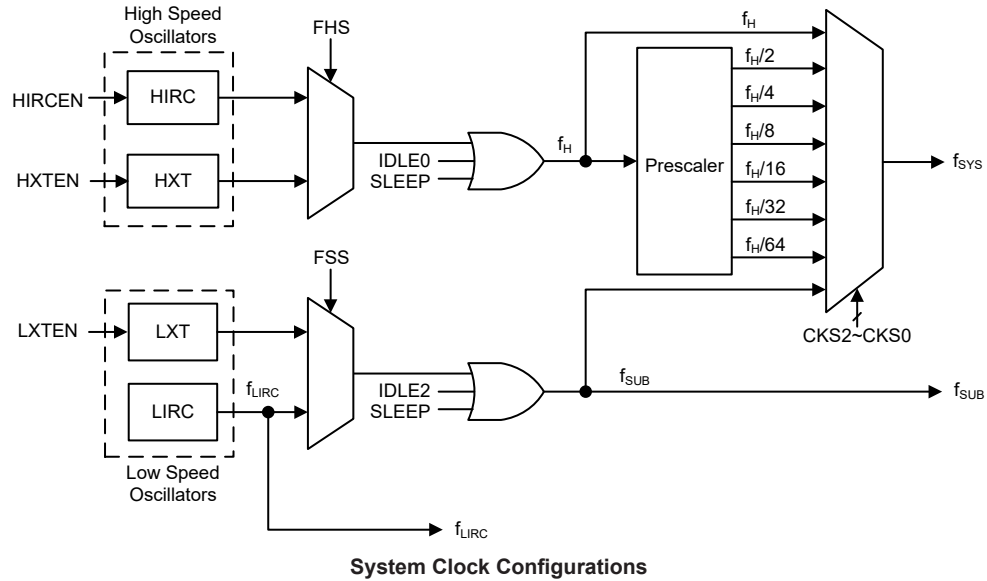 High Speed
Oscillators
FHS
HIRCEN
HIRC
HXTEN
HXT
IDLE0
SLEEP
fH
fH
Prescaler
fH/2
fH/4
fH/8
fH/16
fH/32
fH/64
fSYS
CKS2~CKS0
FSS
LXTEN
LXT
LIRC
fLIRC
IDLE2
SLEEP
fSUB
fSUB
Low Speed
Oscillators
fLIRC
System Clock Configurations